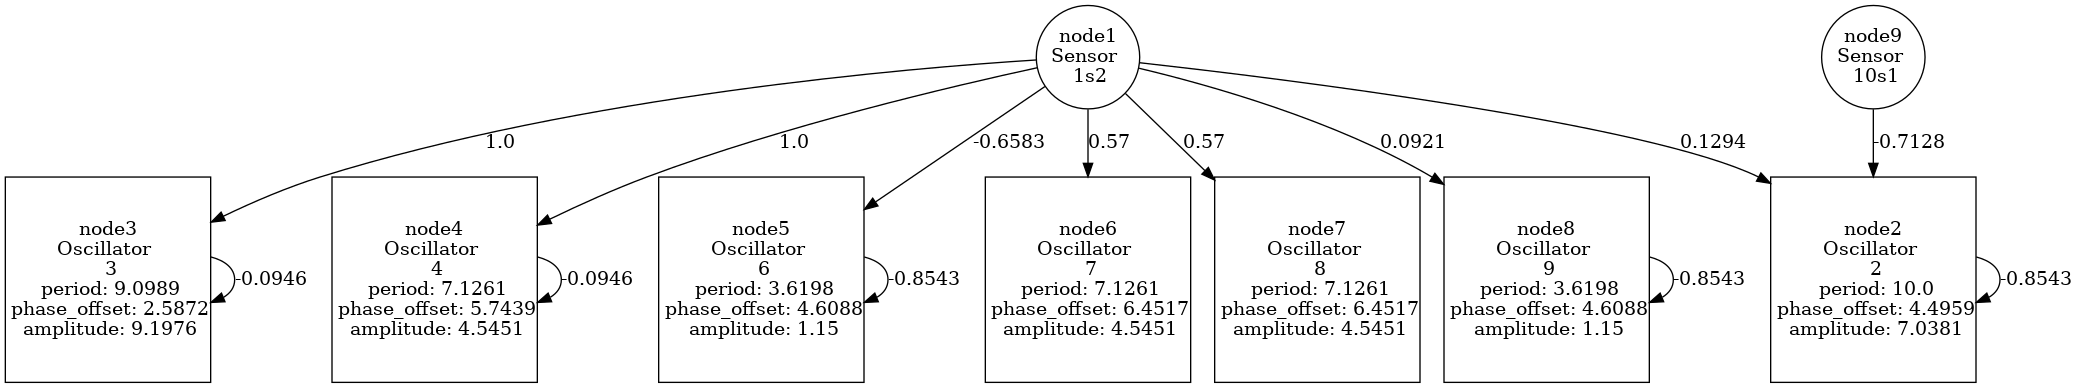 node1
Sensor
1s2
node9
Sensor
10s1
1.0
1.0
-0.6583
0.57
0.57
0.0921
0.1294
-0.7128
node3
Oscillator
3
period: 9.0989
phase_offset: 2.5872
amplitude: 9.1976
-0.0946
node4
Oscillator
4
period: 7.1261
phase_offset: 5.7439
amplitude: 4.5451
-0.0946
node5
Oscillator
6
period: 3.6198
phase_offset: 4.6088
amplitude: 1.15
-0.8543
node6
Oscillator
7
period: 7.1261
phase_offset: 6.4517
amplitude: 4.5451
node7
Oscillator
8
period: 7.1261
phase_offset: 6.4517
amplitude: 4.5451
node8
Oscillator
9
period: 3.6198
phase_offset: 4.6088
amplitude: 1.15
-0.8543
node2
Oscillator
2
period: 10.0
phase_offset: 4.4959
amplitude: 7.0381
-0.8543